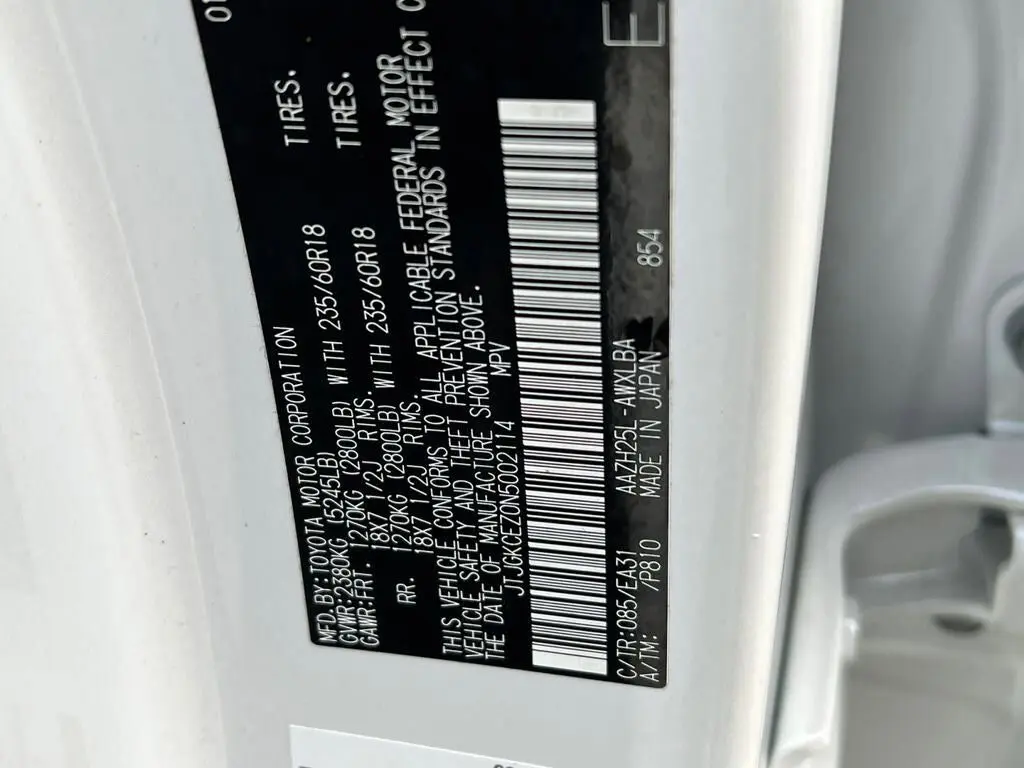 01
MFD. BY: TOYOTA MOTOR CORPORATION
GVWR: 2380KG (5245LB)
GAWR: FRT. 1270KG (2800LB) WITH 235/60R18 TIRES.
18X7 1/2J RIMS.
RR. 1270KG (2800LB) WITH 235/60R18 TIRES.
18X7 1/2J RIMS.
THIS VEHICLE CONFORMS TO ALL APPLICABLE FEDERAL MOTOR
VEHICLE SAFETY AND THEFT PREVENTION STANDARDS IN EFFECT O
THE DATE OF MANUFACTURE SHOWN ABOVE.
JTJGKCEZ0N5002114 MPV
C/TR: 085/EA31 AAZH25L-AWXLBA 854
A/TM: /P810 MADE IN JAPAN
E